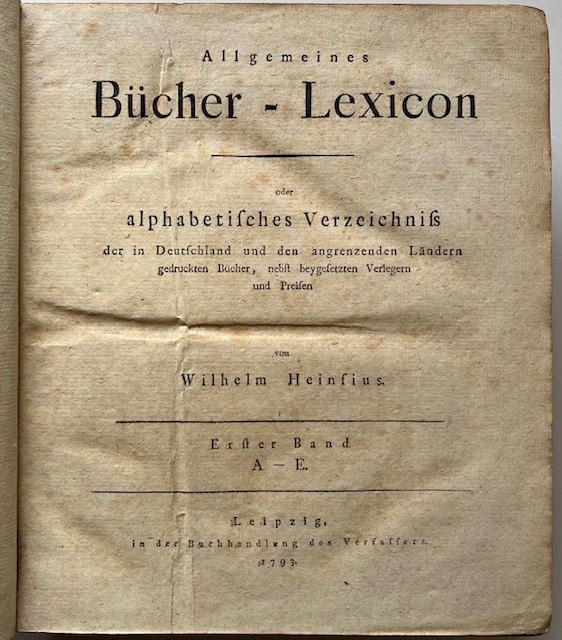 Allgemeines
Bücher - Lexicon
oder
alphabetiſches Verzeichniſs
der in Deutſchland und den angrenzenden Ländern
gedruckten Bücher, nebſt beygeſetzten Verlegern
und Preiſen
von
Wilhelm Heinſius.
Erſter Band
A — E.
Leipzig,
in der Buchhandlung des Verfaſſers.
1793.